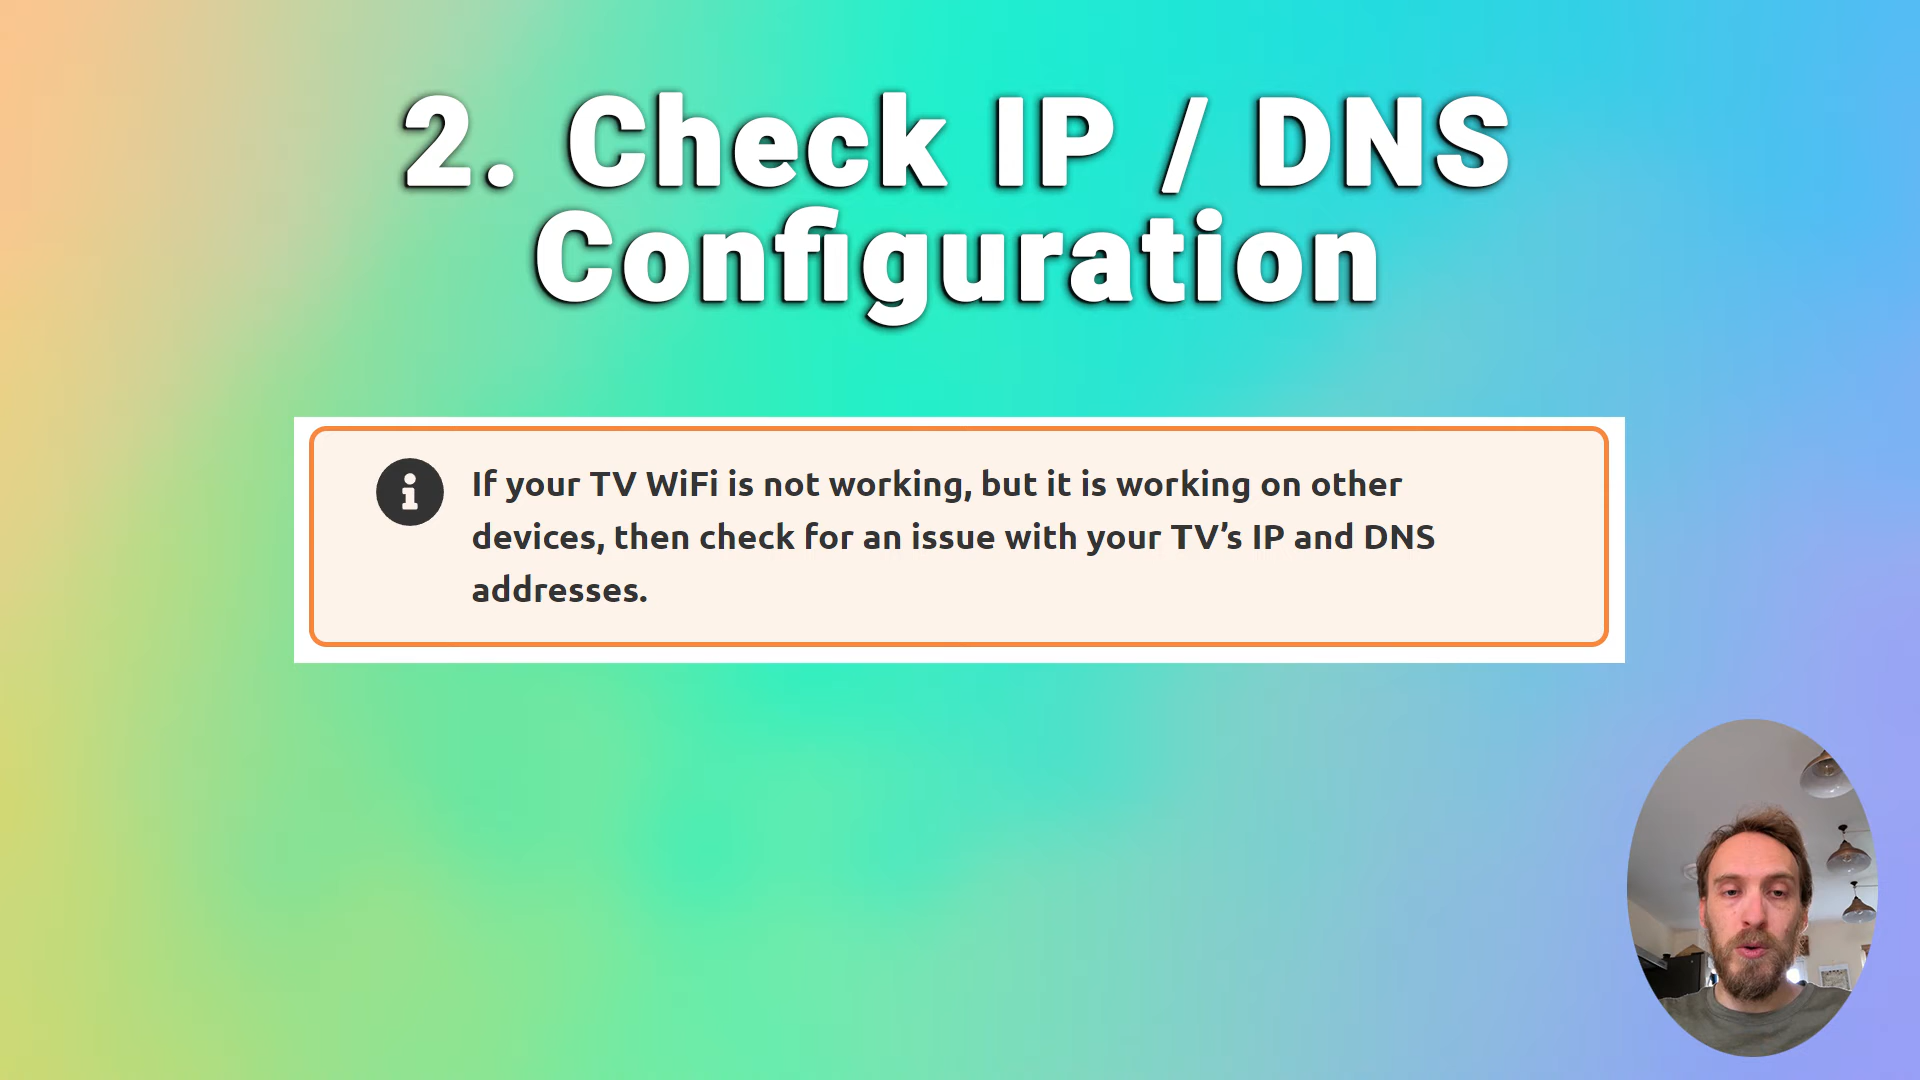 2. Check IP / DNS
Configuration
If your TV WiFi is not working, but it is working on other
devices, then check for an issue with your TV’s IP and DNS
addresses.